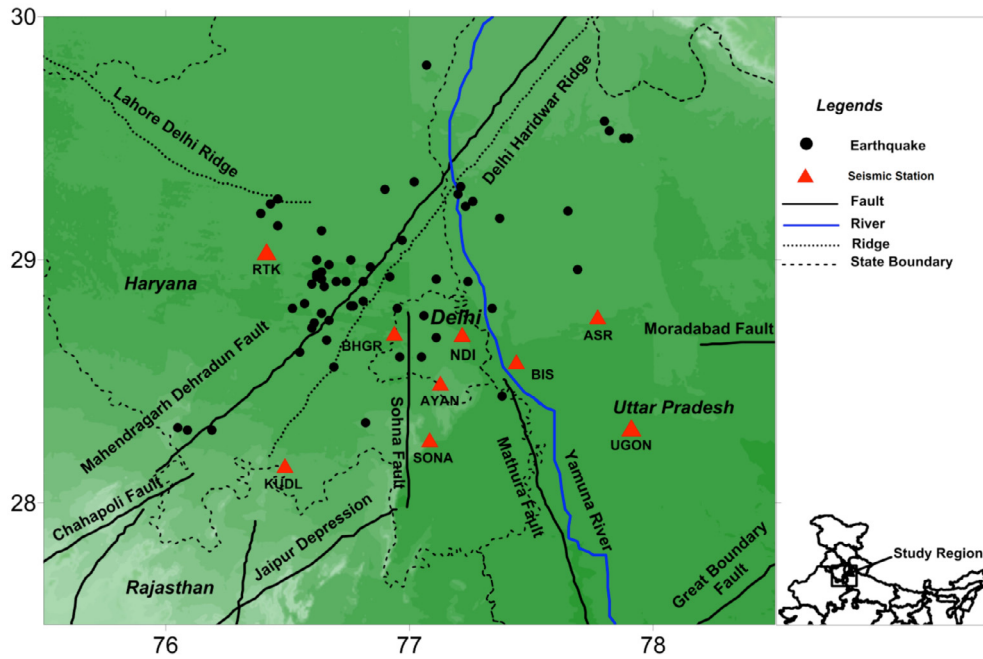 30
29
28
76
77
78
Lahore Delhi Ridge
Delhi Haridwar Ridge
RTK
Haryana
Mahendragarh Dehradun Fault
Delhi
BHGR
NDI
AYAN
BIS
ASR
Moradabad Fault
Uttar Pradesh
UGON
Sohna Fault
SONA
KUDL
Mathura Fault
Yamuna River
Chahapoli Fault
Jaipur Depression
Rajasthan
Great Boundary
Fault
Legends
Earthquake
Seismic Station
Fault
River
Ridge
State Boundary
Study Region